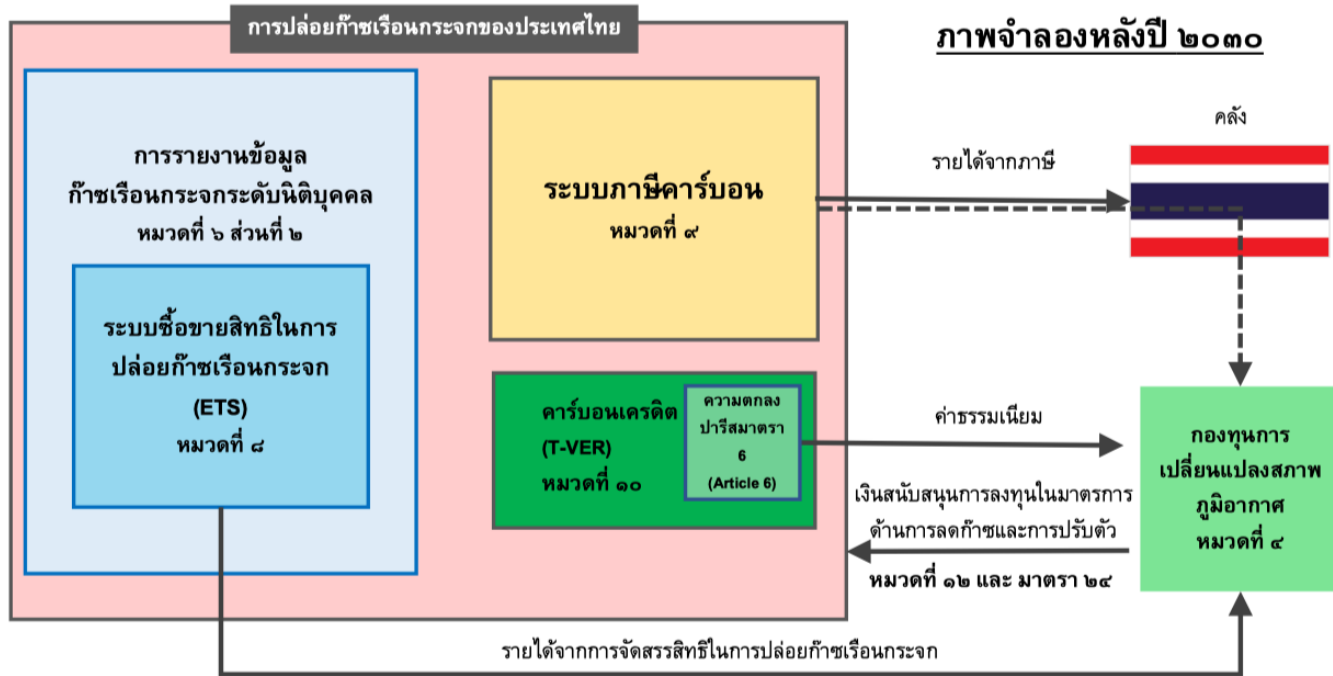 การปล่อยก๊าซเรือนกระจกของประเทศไทย
ภาพจำลองหลังปี ๒๐๓๐
การรายงานข้อมูล
ก๊าซเรือนกระจกระดับนิติบุคคล
หมวดที่ ๖ ส่วนที่ ๒
ระบบซื้อขายสิทธิในการ
ปล่อยก๊าซเรือนกระจก
(ETS)
หมวดที่ ๘
ระบบภาษีคาร์บอน
หมวดที่ ๙
รายได้จากภาษี
คลัง
คาร์บอนเครดิต
(T-VER)
หมวดที่ ๑๐
ความตกลง
ปารีสมาตรา
6
(Article 6)
ค่าธรรมเนียม
เงินสนับสนุนการลงทุนในมาตรการ
ด้านการลดก๊าซและการปรับตัว
หมวดที่ ๑๒ และ มาตรา ๒๔
กองทุนการ
เปลี่ยนแปลงสภาพ
ภูมิอากาศ
หมวดที่ ๔
รายได้จากการจัดสรรสิทธิในการปล่อยก๊าซเรือนกระจก